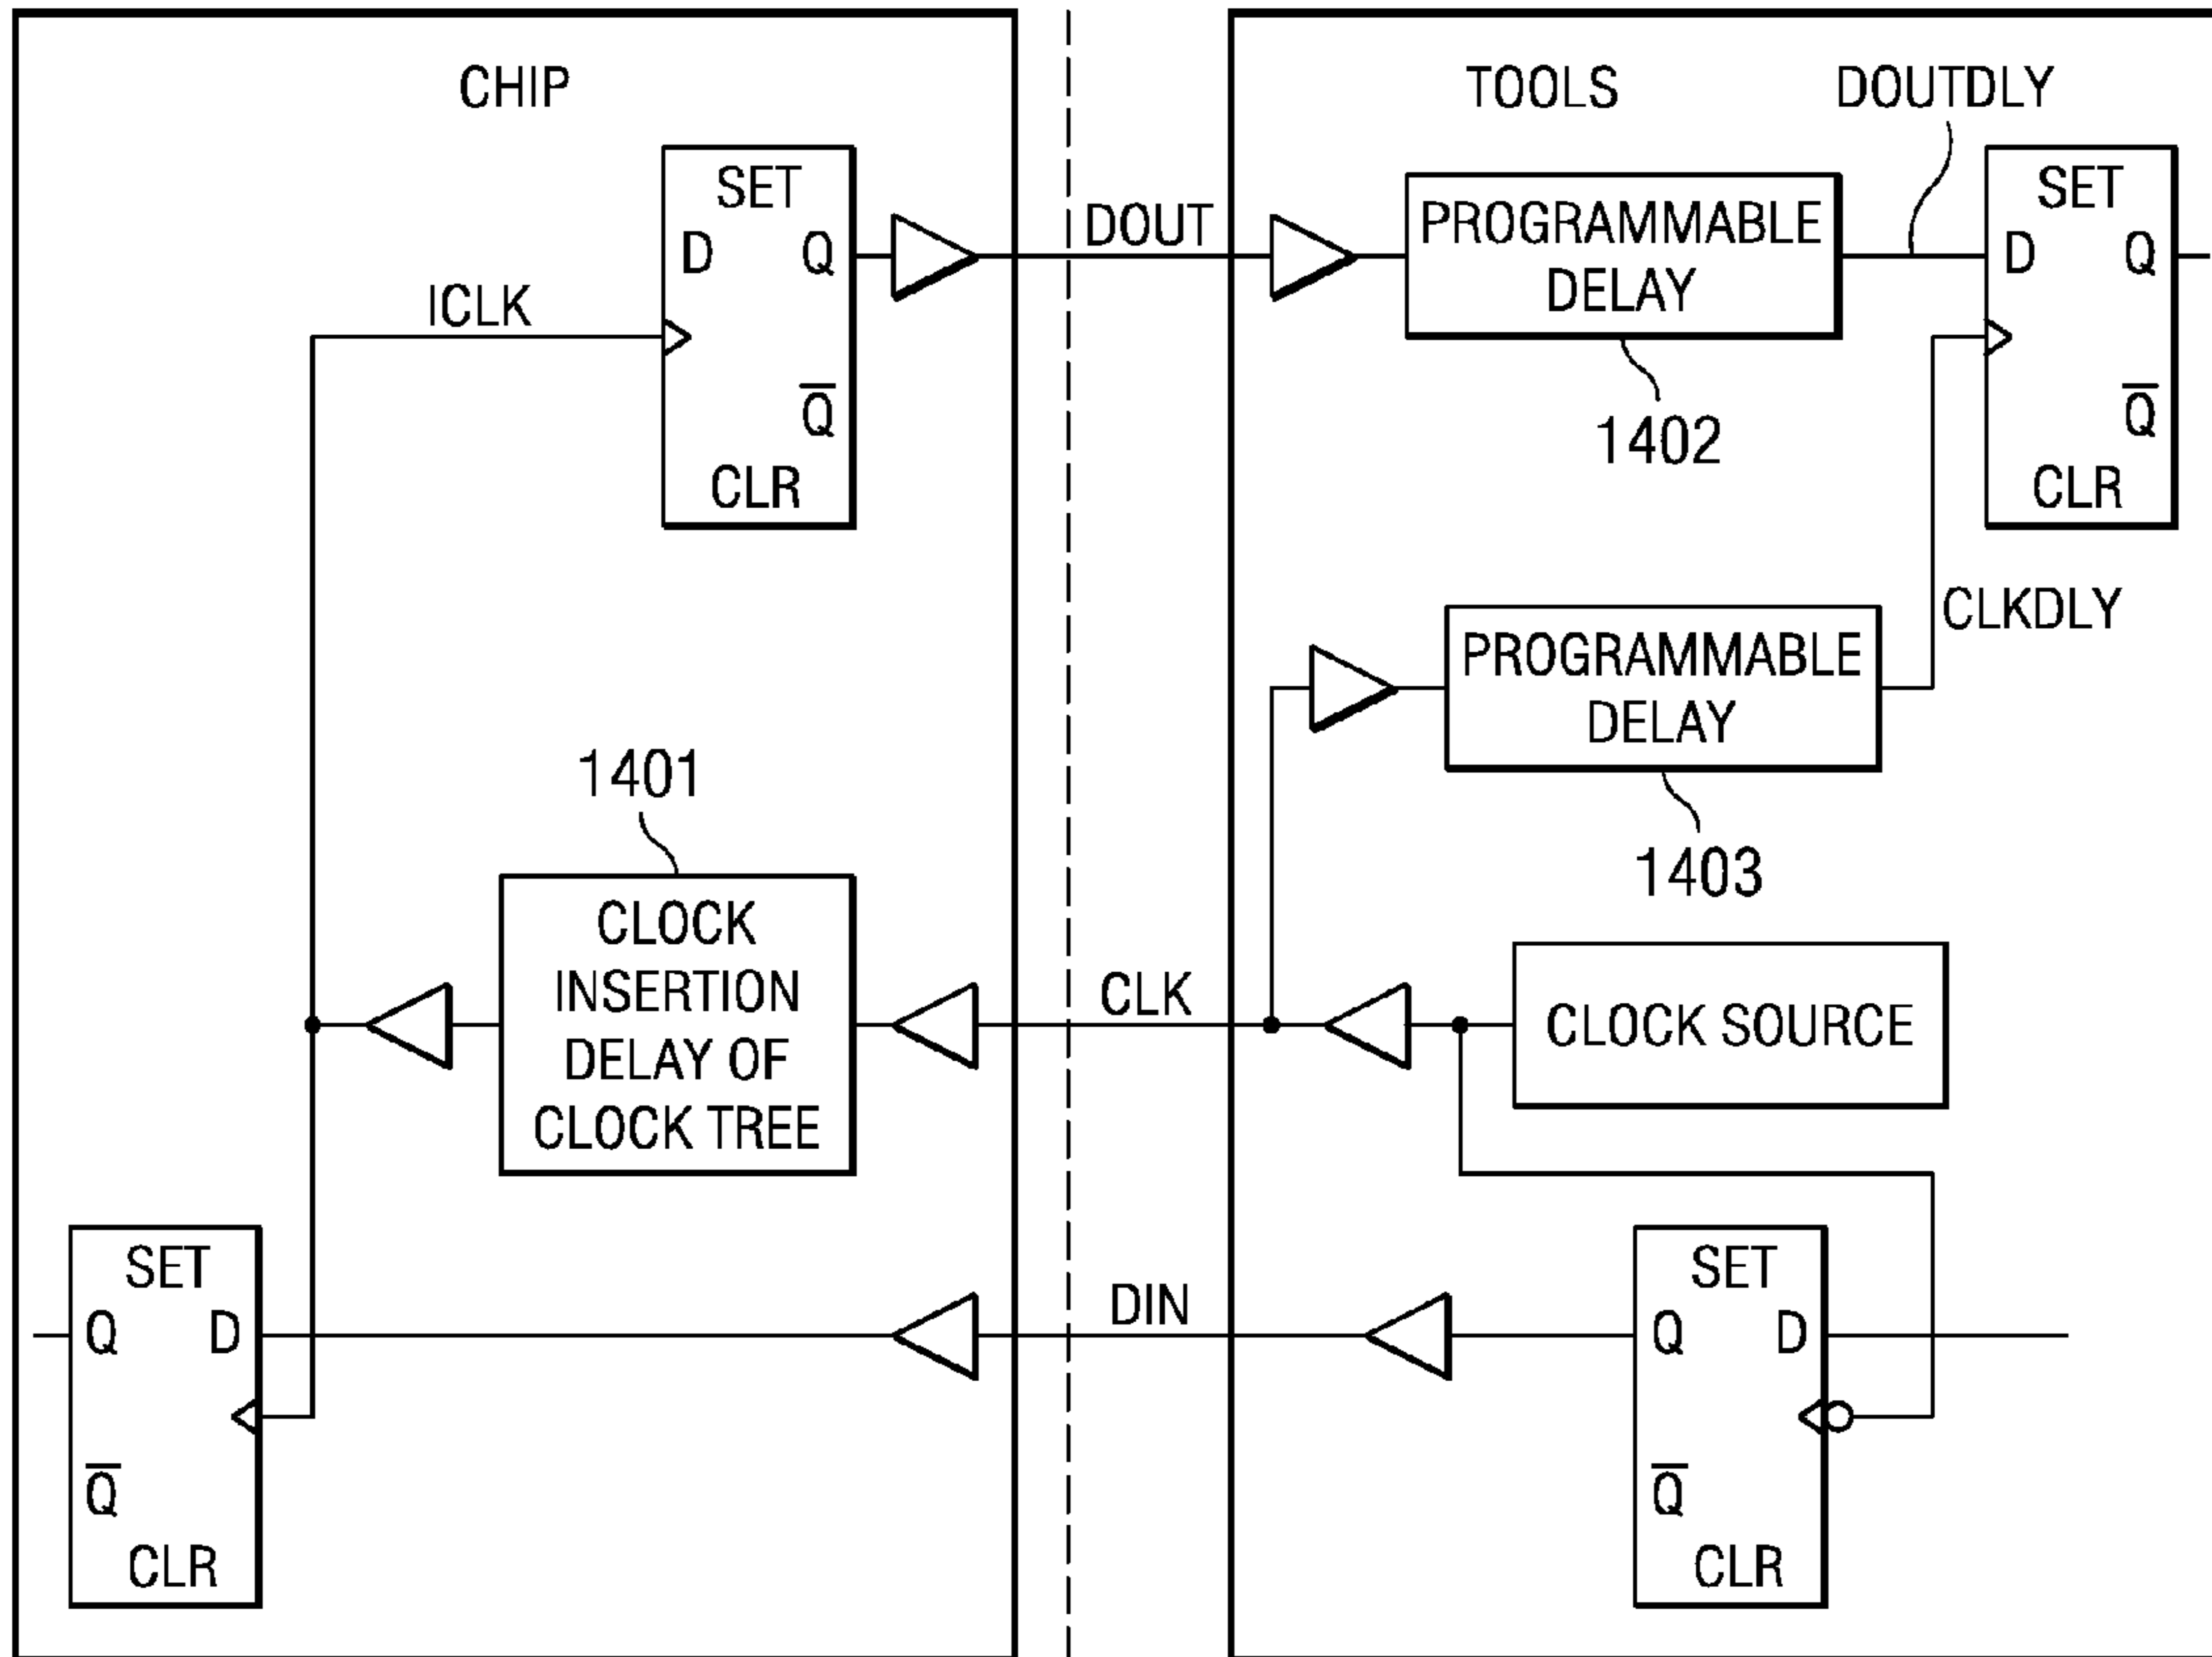 CHIP
TOOLS
DOUTDLY
SET
D
Q
Q̅
CLR
ICLK
DOUT
PROGRAMMABLE
DELAY
1402
SET
D
Q
Q̅
CLR
CLKDLY
PROGRAMMABLE
DELAY
1403
1401
CLOCK
INSERTION
DELAY OF
CLOCK TREE
CLK
CLOCK SOURCE
SET
Q
D
Q̅
CLR
DIN
SET
Q
D
Q̅
CLR